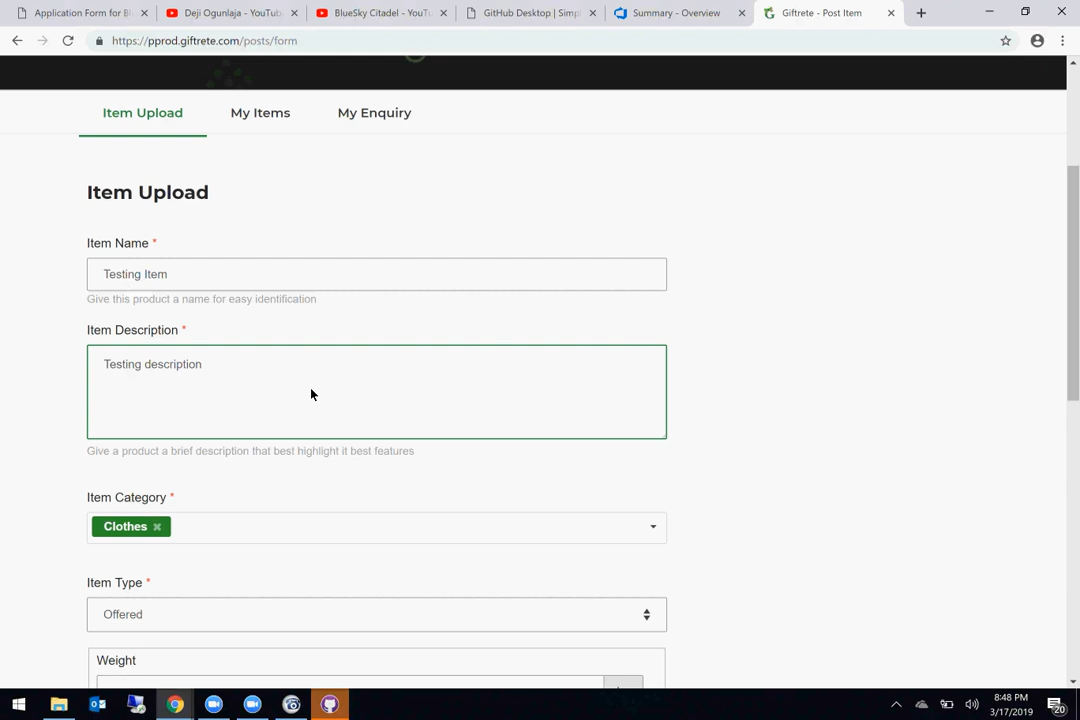 Application Form for B
Deji Ogunlaja - YouTu
BlueSky Citadel - YouTu
GitHub Desktop | Simpl
Summary - Overview
Giftrete - Post Item
https://pprod.giftrete.com/posts/form
Item Upload
My Items
My Enquiry
Item Upload
Item Name *
Testing Item
Give this product a name for easy identification
Item Description *
Testing description
Give a product a brief description that best highlight it best features
Item Category *
Clothes
Item Type *
Offered
Weight
8:48 PM
3/17/2019
20